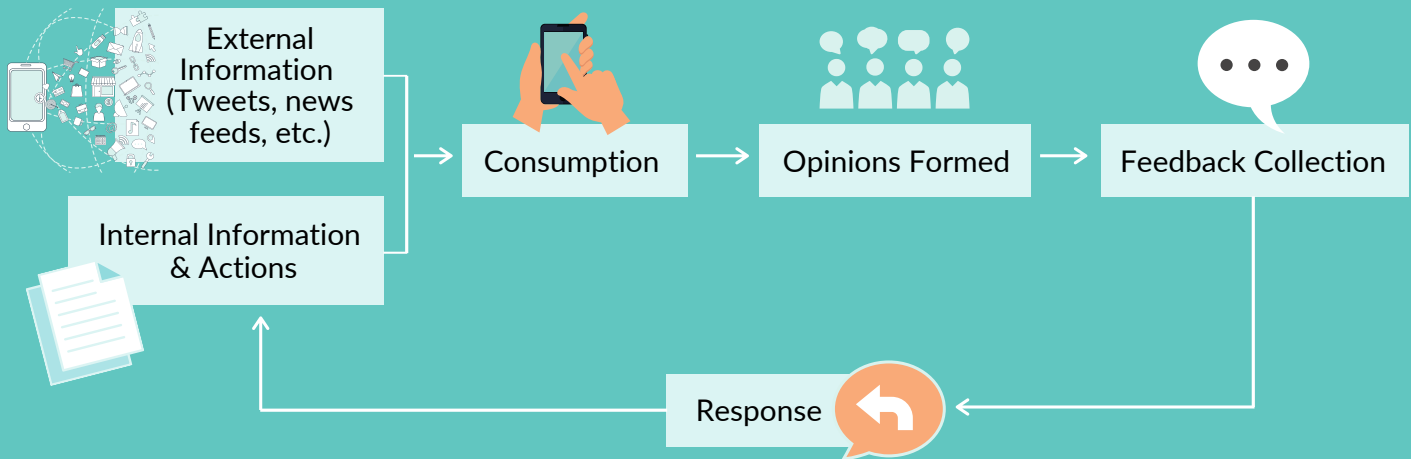 External
Information
(Tweets, news
feeds, etc.)
Internal Information
& Actions
Consumption
Opinions Formed
Feedback Collection
Response